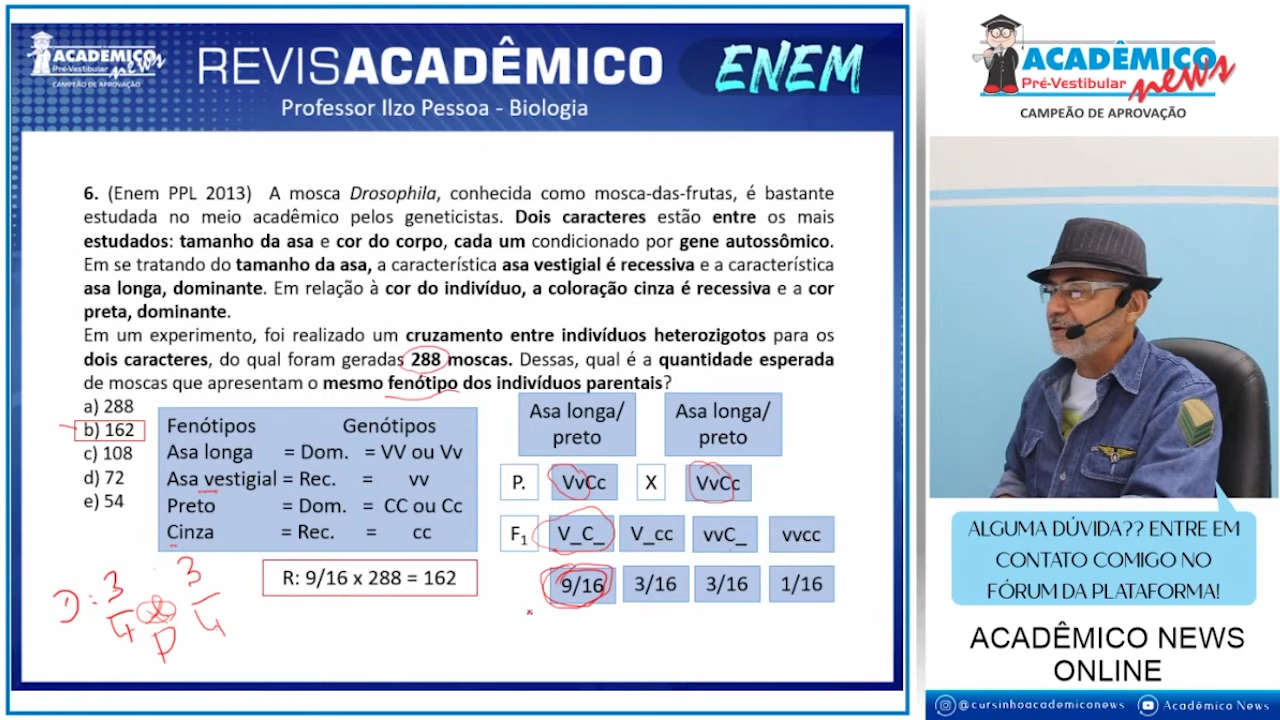 ACADÊMICO
Pré-Vestibular
news
CAMPEÃO DE APROVAÇÃO
REVISACADÊMICO
ENEM
Professor Ilzo Pessoa - Biologia
6. (Enem PPL 2013) A mosca Drosophila, conhecida como mosca-das-frutas, é bastante
estudada no meio acadêmico pelos geneticistas. Dois caracteres estão entre os mais
estudados: tamanho da asa e cor do corpo, cada um condicionado por gene autossômico.
Em se tratando do tamanho da asa, a característica asa vestigial é recessiva e a característica
asa longa, dominante. Em relação à cor do indivíduo, a coloração cinza é recessiva e a cor
preta, dominante.
Em um experimento, foi realizado um cruzamento entre indivíduos heterozigotos para os
dois caracteres, do qual foram geradas 288 moscas. Dessas, qual é a quantidade esperada
de moscas que apresentam o mesmo fenótipo dos indivíduos parentais?
a) 288
b) 162
c) 108
d) 72
e) 54
Fenótipos Genótipos
Asa longa = Dom. = VV ou Vv
Asa vestigial = Rec. = vv
Preto = Dom. = CC ou Cc
Cinza = Rec. = cc
R: 9/16 x 288 = 162
Asa longa/
preto
Asa longa/
preto
P. VvCc X VvCc
F1 V_C_ V_cc vvC_ vvcc
9/16 3/16 3/16 1/16
D: 3/4 3/4
P
ACADÊMICO
Pré-Vestibular
news
CAMPEÃO DE APROVAÇÃO
ALGUMA DÚVIDA?? ENTRE EM
CONTATO COMIGO NO
FÓRUM DA PLATAFORMA!
ACADÊMICO NEWS
ONLINE
@cursinhoacademiconews Acadêmico News